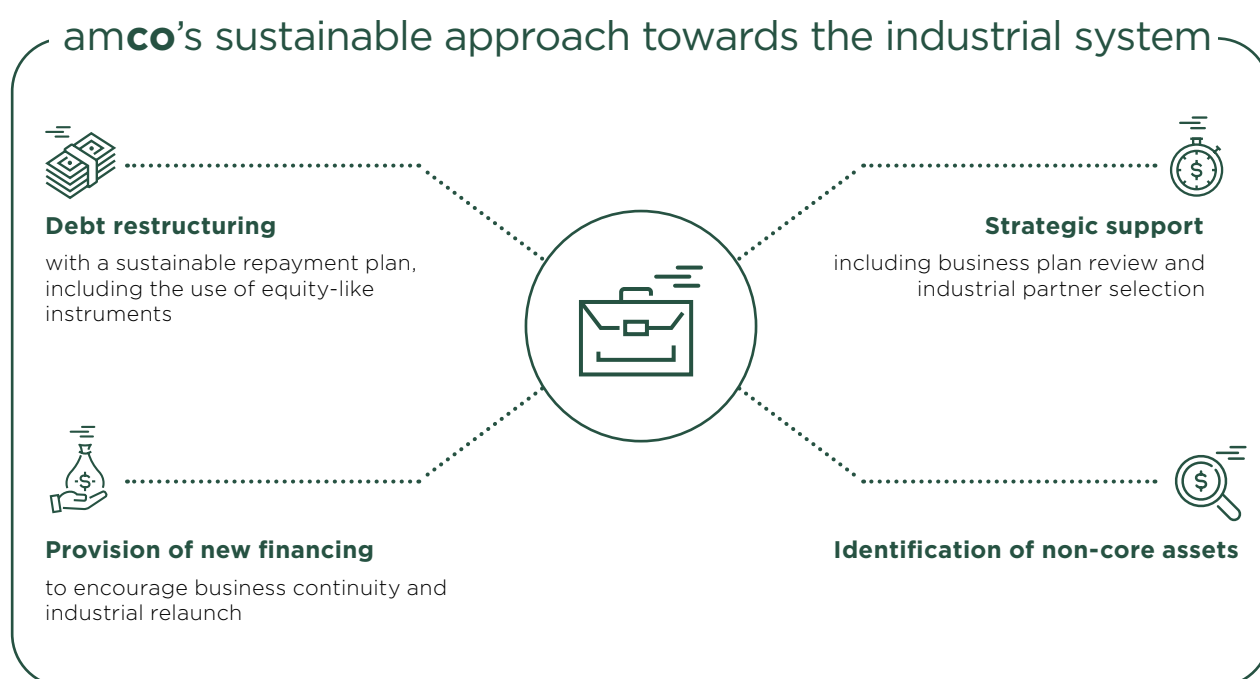 amco's sustainable approach towards the industrial system
Debt restructuring
with a sustainable repayment plan,
including the use of equity-like
instruments
Strategic support
including business plan review and
industrial partner selection
Provision of new financing
to encourage business continuity and
industrial relaunch
Identification of non-core assets